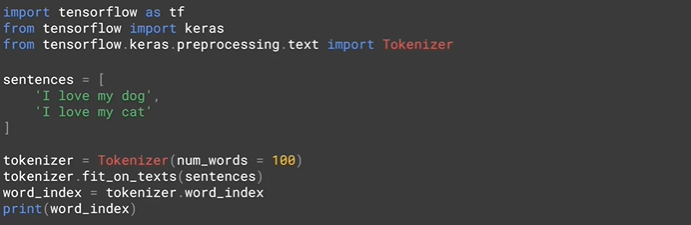 import tensorflow as tf
from tensorflow import keras
from tensorflow.keras.preprocessing.text import Tokenizer
sentences = [
    'I love my dog',
    'I love my cat'
]
tokenizer = Tokenizer(num_words = 100)
tokenizer.fit_on_texts(sentences)
word_index = tokenizer.word_index
print(word_index)